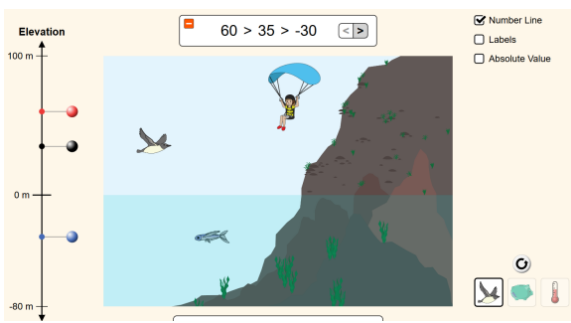 60 > 35 > -30
< >
Number Line
Labels
Absolute Value
Elevation
100 m
0 m
-80 m